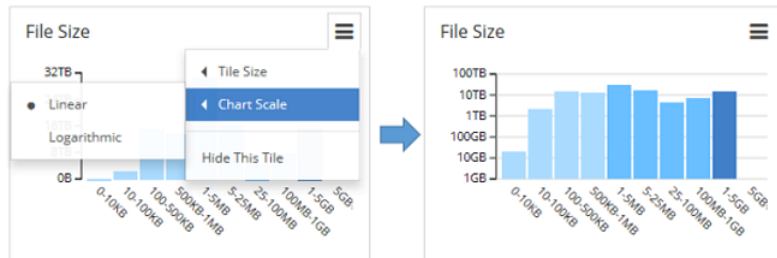 File Size
32TB
Tile Size
Linear
Chart Scale
Logarithmic
8TB
Hide This Tile
0B
0-10KB
10-100KB
100-500KB
500KB-1MB
1-5MB
5-25MB
25-100MB
100MB-1GB
1-5GB
5GB.
File Size
100TB
10TB
1TB
100GB
10GB
1GB
0-10KB
10-100KB
100-500KB
500KB-1MB
1-5MB
5-25MB
25-100MB
100MB-1GB
1-5GB
5GB.